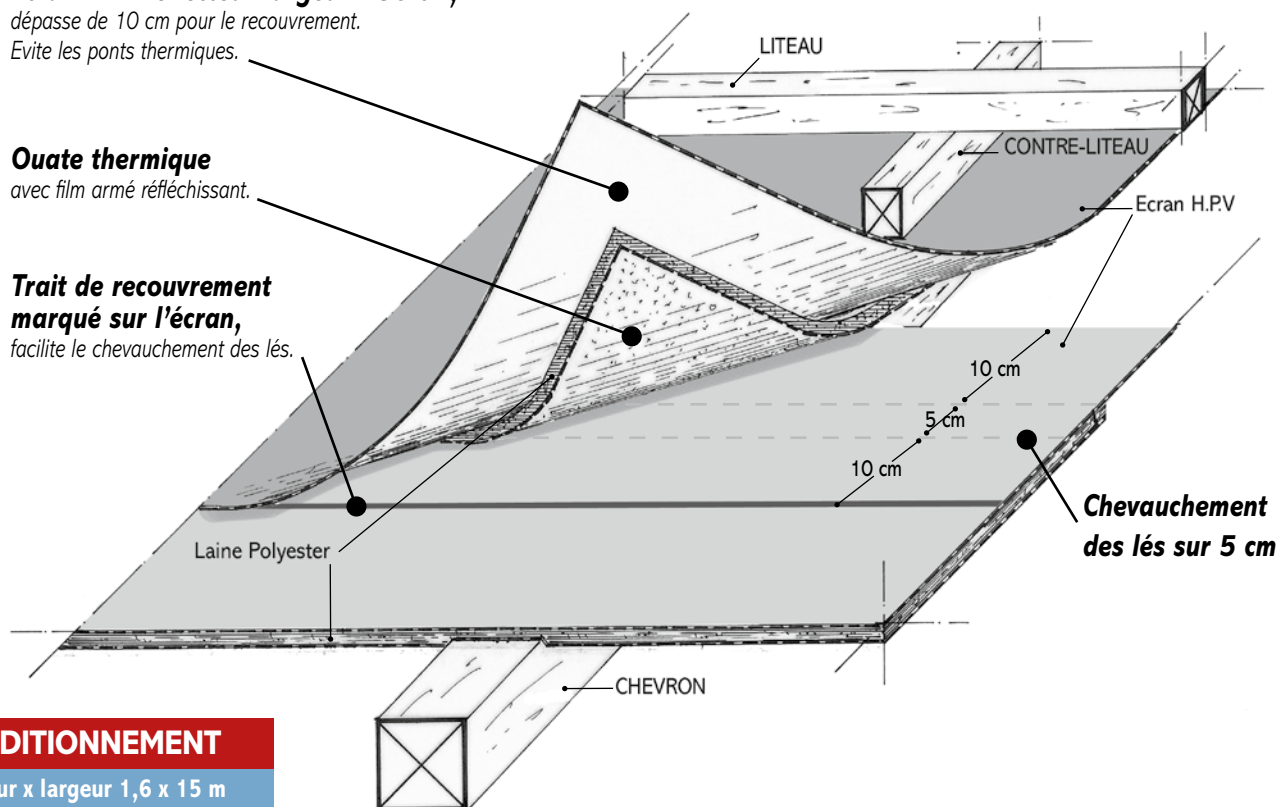 dépasse de 10 cm pour le recouvrement.
Evite les ponts thermiques.
Ouate thermique
avec film armé réfléchissant.
Trait de recouvrement
marqué sur l’écran,
facilite le chevauchement des lés.
LITEAU
CONTRE-LITEAU
Ecran H.P.V
10 cm
5 cm
10 cm
Chevauchement
des lés sur 5 cm
Laine Polyester
CHEVRON
DITIONNEMENT
ur x largeur 1,6 x 15 m